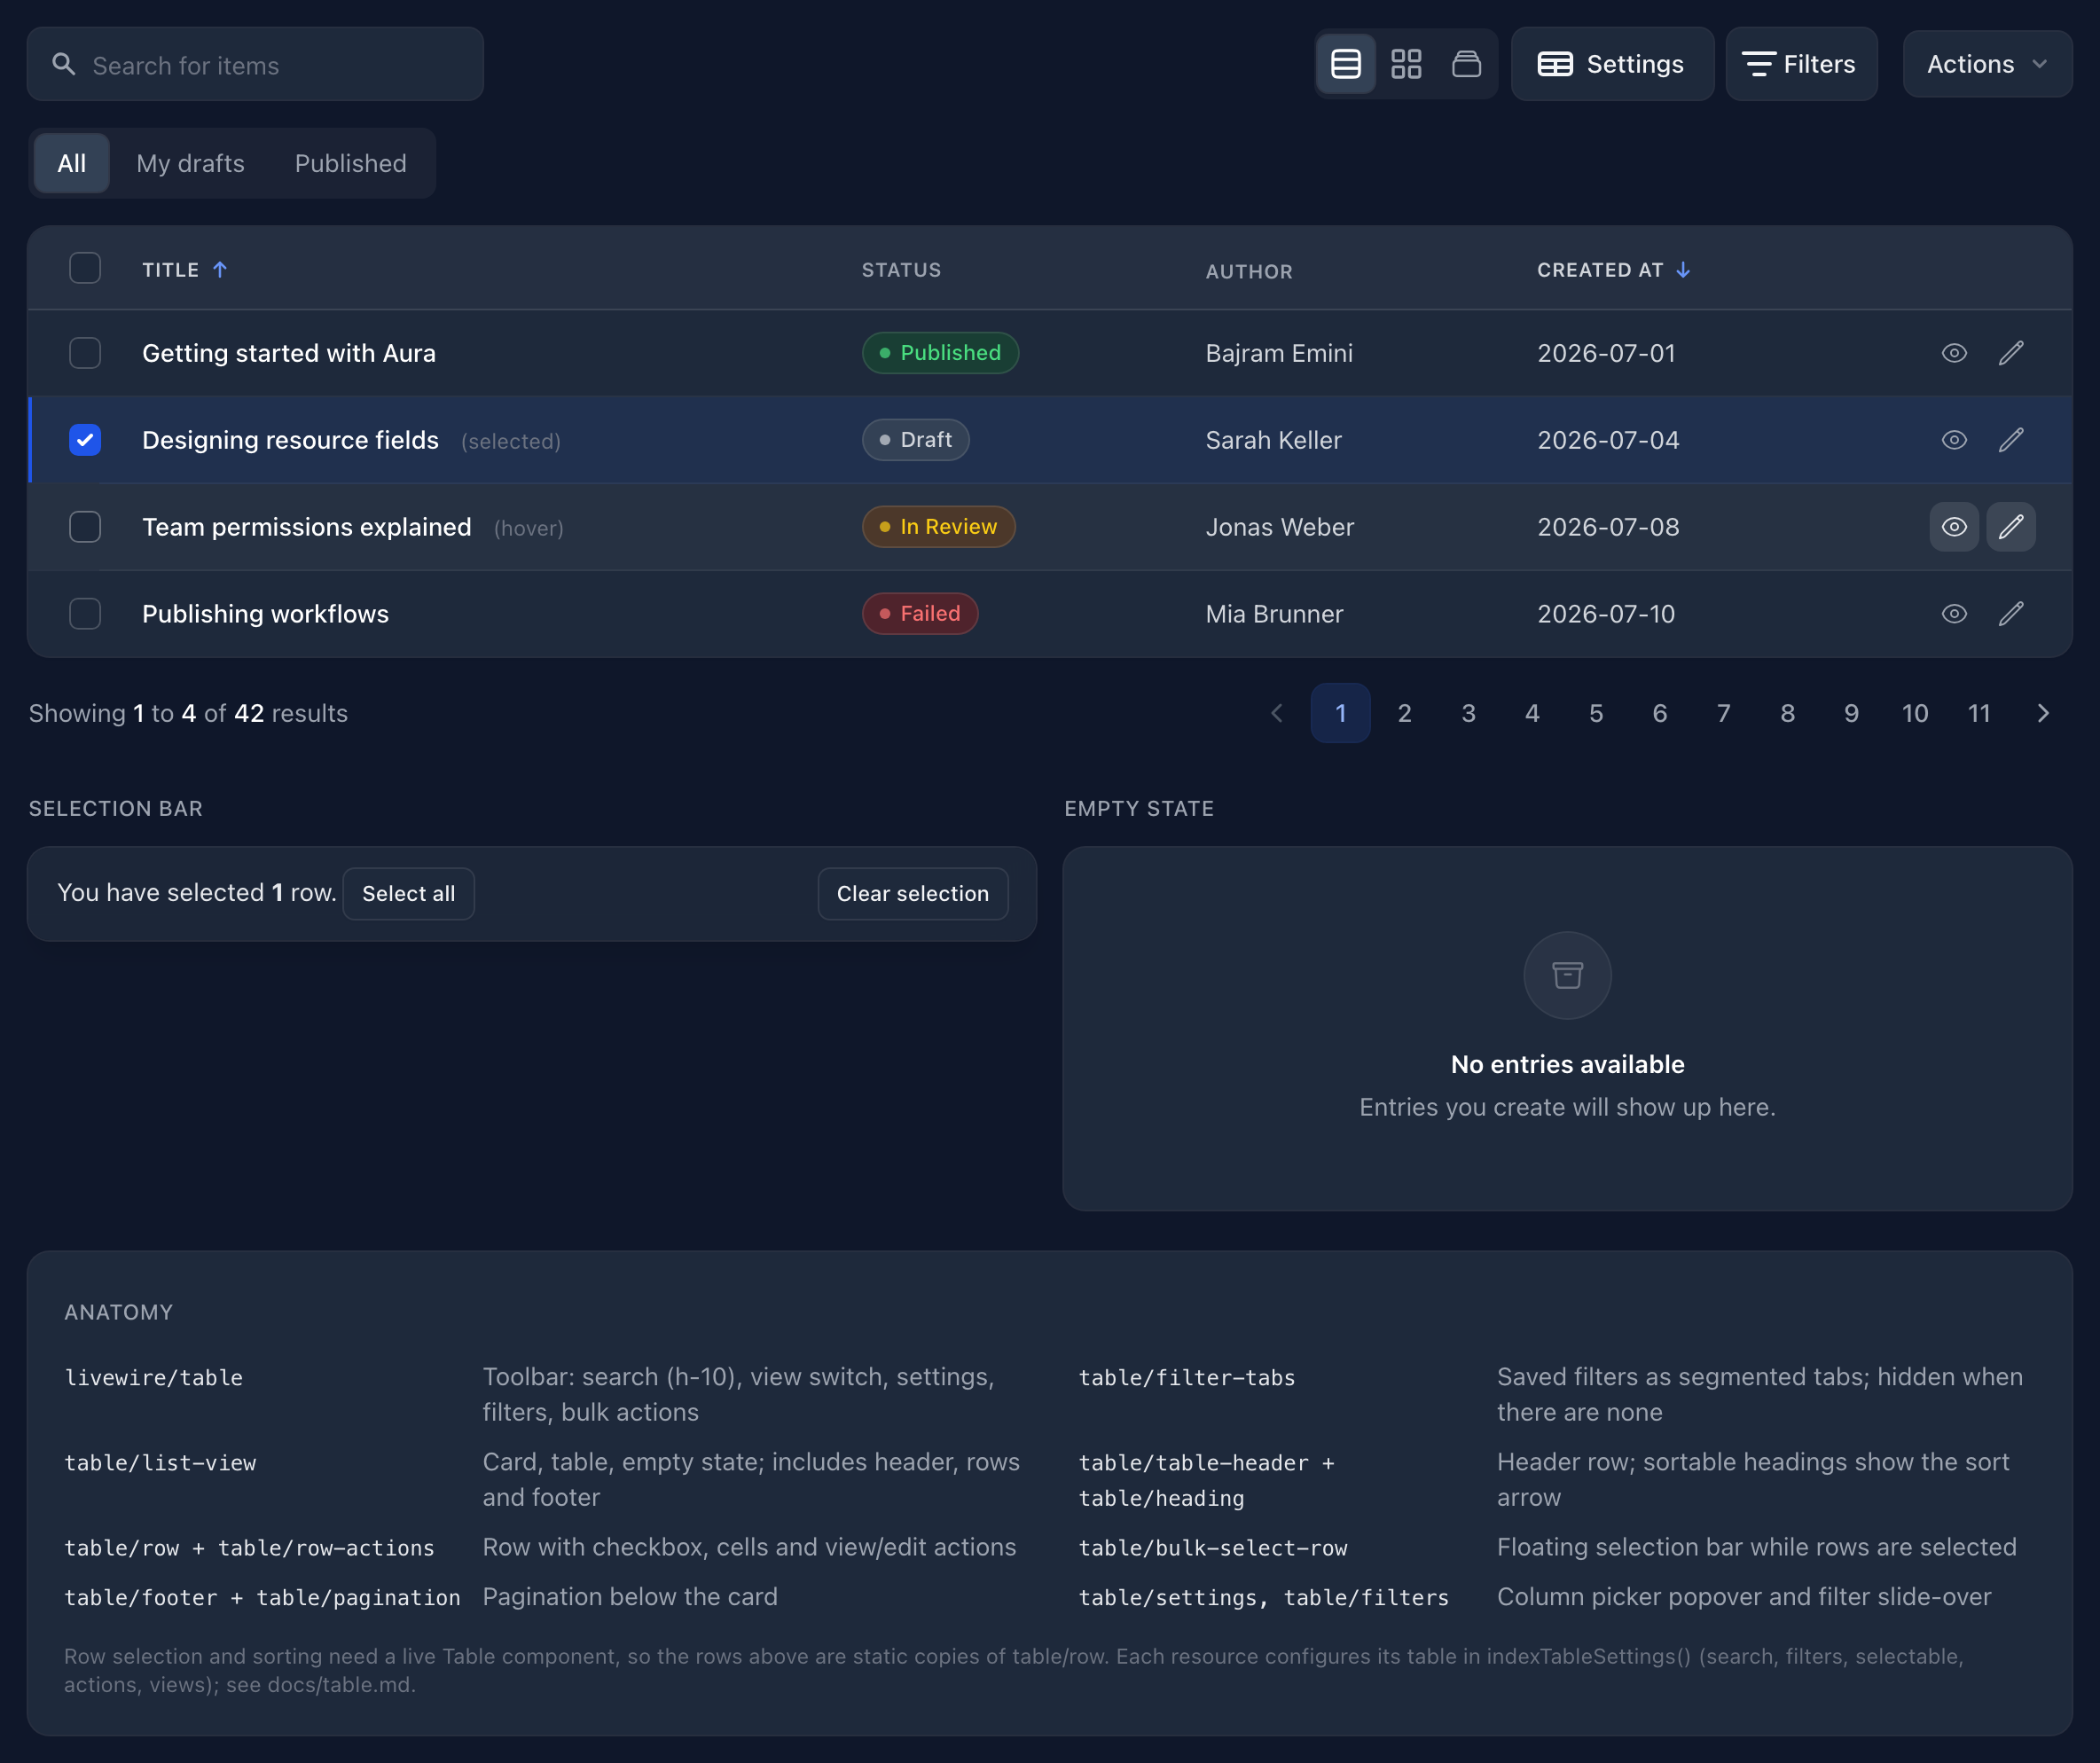 Search for items
Settings
Filters
Actions
All
My drafts
Published
TITLE
STATUS
AUTHOR
CREATED AT
Getting started with Aura
Published
Bajram Emini
2026-07-01
Designing resource fields (selected)
Draft
Sarah Keller
2026-07-04
Team permissions explained (hover)
In Review
Jonas Weber
2026-07-08
Publishing workflows
Failed
Mia Brunner
2026-07-10
Showing 1 to 4 of 42 results
1 2 3 4 5 6 7 8 9 10 11
SELECTION BAR
You have selected 1 row.
Select all
Clear selection
EMPTY STATE
No entries available
Entries you create will show up here.
ANATOMY
livewire/table
Toolbar: search (h-10), view switch, settings,
filters, bulk actions
table/filter-tabs
Saved filters as segmented tabs; hidden when
there are none
table/list-view
Card, table, empty state; includes header, rows
and footer
table/table-header +
table/heading
Header row; sortable headings show the sort
arrow
table/row + table/row-actions
Row with checkbox, cells and view/edit actions
table/bulk-select-row
Floating selection bar while rows are selected
table/footer + table/pagination
Pagination below the card
table/settings, table/filters
Column picker popover and filter slide-over
Row selection and sorting need a live Table component, so the rows above are static copies of table/row. Each resource configures its table in indexTableSettings() (search, filters, selectable,
actions, views); see docs/table.md.